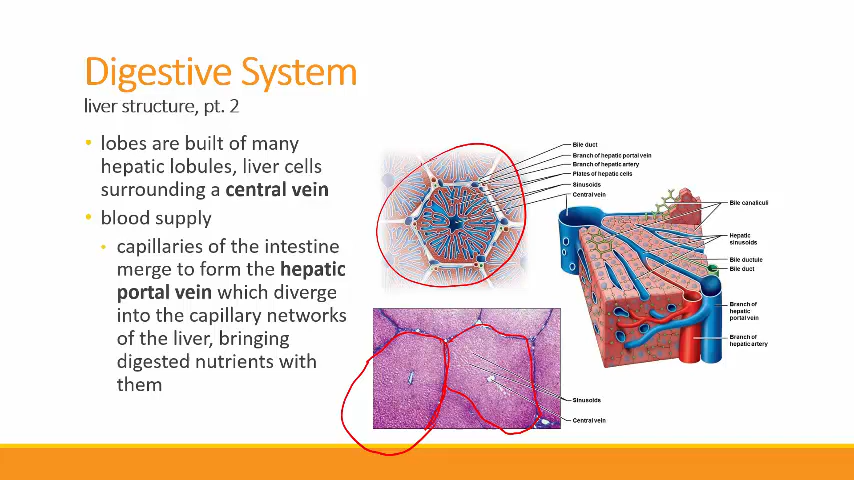 Digestive System
liver structure, pt. 2
• lobes are built of many
hepatic lobules, liver cells
surrounding a central vein
• blood supply
• capillaries of the intestine
merge to form the hepatic
portal vein which diverge
into the capillary networks
of the liver, bringing
digested nutrients with
them
Bile duct
Branch of hepatic portal vein
Branch of hepatic artery
Plates of hepatic cells
Sinusoids
Central vein
Bile canaliculi
Hepatic
sinusoids
Bile ductule
Bile duct
Branch of
hepatic
portal vein
Branch of
hepatic artery
Sinusoids
Central vein